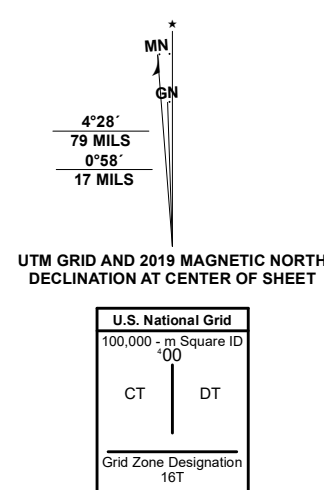 ★
MN
GN
4°28´
79 MILS
0°58´
17 MILS
UTM GRID AND 2019 MAGNETIC NORTH
DECLINATION AT CENTER OF SHEET
U.S. National Grid
100,000 - m Square ID
⁴00
CT DT
Grid Zone Designation
16T